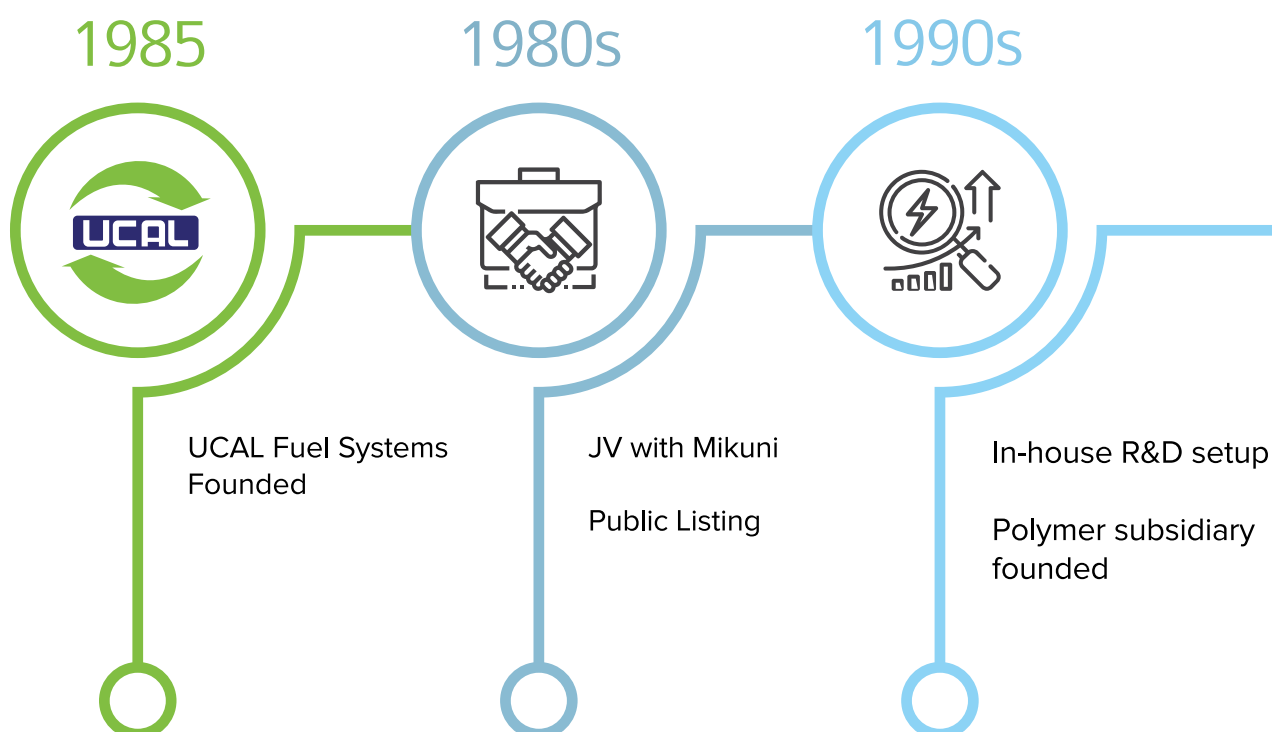 1985
1980s
1990s
UCAL
UCAL Fuel Systems
Founded
JV with Mikuni
Public Listing
In-house R&D setup
Polymer subsidiary
founded